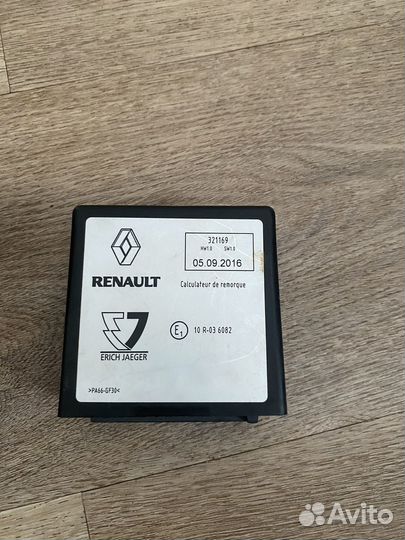 321169
HW1.0 SW1.0
05.09.2016
RENAULT
Calculateur de remorque
ERICH JAEGER
E1 10 R-03 6082
>PA66-GF30<
Avito